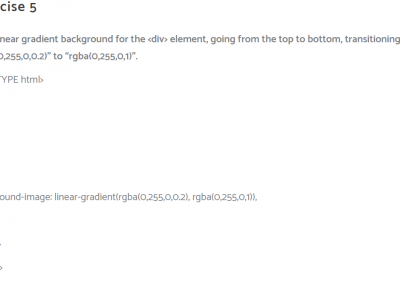 cise 5
near gradient background for the <div> element, going from the top to bottom, transitioning
0,255,0,0.2)” to “rgba(0,255,0,1)”.
TYPE html>
ound-image: linear-gradient(rgba(0,255,0,0.2), rgba(0,255,0,1)),
>